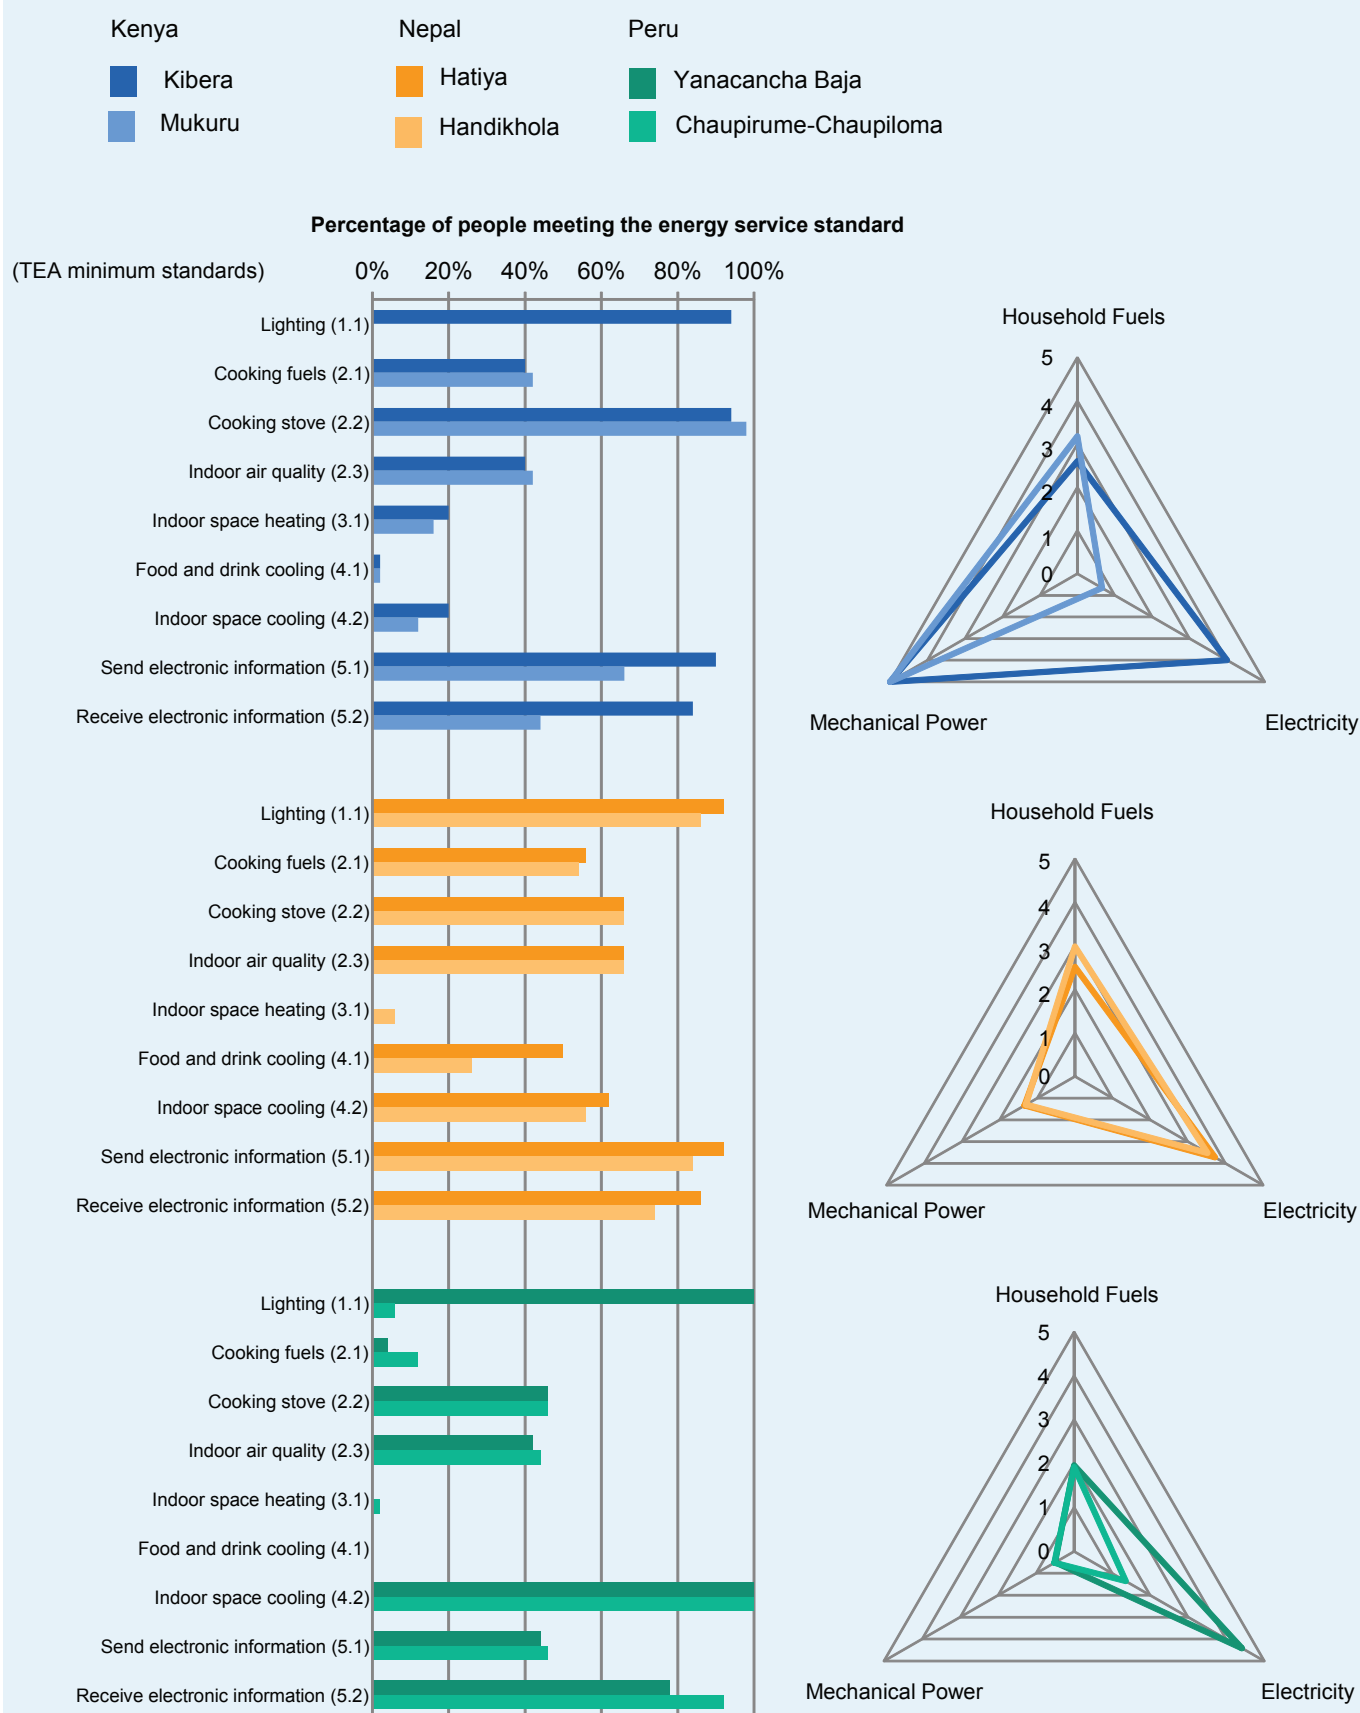 Kenya Nepal Peru
Kibera Hatiya Yanacancha Baja
Mukuru Handikhola Chaupirume-Chaupiloma
Percentage of people meeting the energy service standard
(TEA minimum standards) 0% 20% 40% 60% 80% 100%
Lighting (1.1)
Cooking fuels (2.1)
Cooking stove (2.2)
Indoor air quality (2.3)
Indoor space heating (3.1)
Food and drink cooling (4.1)
Indoor space cooling (4.2)
Send electronic information (5.1)
Receive electronic information (5.2)
Household Fuels
5
4
3
2
1
0
Mechanical Power Electricity
Lighting (1.1)
Cooking fuels (2.1)
Cooking stove (2.2)
Indoor air quality (2.3)
Indoor space heating (3.1)
Food and drink cooling (4.1)
Indoor space cooling (4.2)
Send electronic information (5.1)
Receive electronic information (5.2)
Household Fuels
5
4
3
2
1
0
Mechanical Power Electricity
Lighting (1.1)
Cooking fuels (2.1)
Cooking stove (2.2)
Indoor air quality (2.3)
Indoor space heating (3.1)
Food and drink cooling (4.1)
Indoor space cooling (4.2)
Send electronic information (5.1)
Receive electronic information (5.2)
Household Fuels
5
4
3
2
1
0
Mechanical Power Electricity